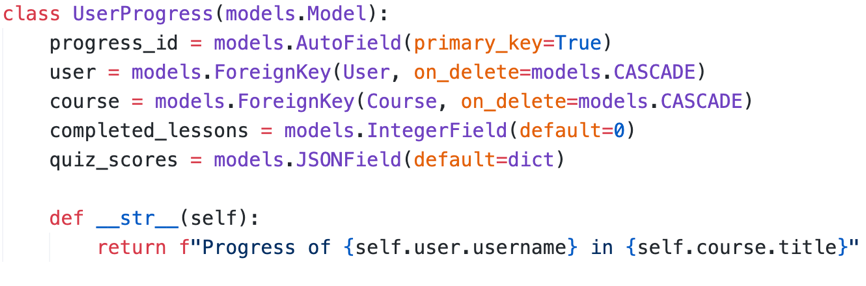 class UserProgress(models.Model):
    progress_id = models.AutoField(primary_key=True)
    user = models.ForeignKey(User, on_delete=models.CASCADE)
    course = models.ForeignKey(Course, on_delete=models.CASCADE)
    completed_lessons = models.IntegerField(default=0)
    quiz_scores = models.JSONField(default=dict)

    def __str__(self):
        return f"Progress of {self.user.username} in {self.course.title}"